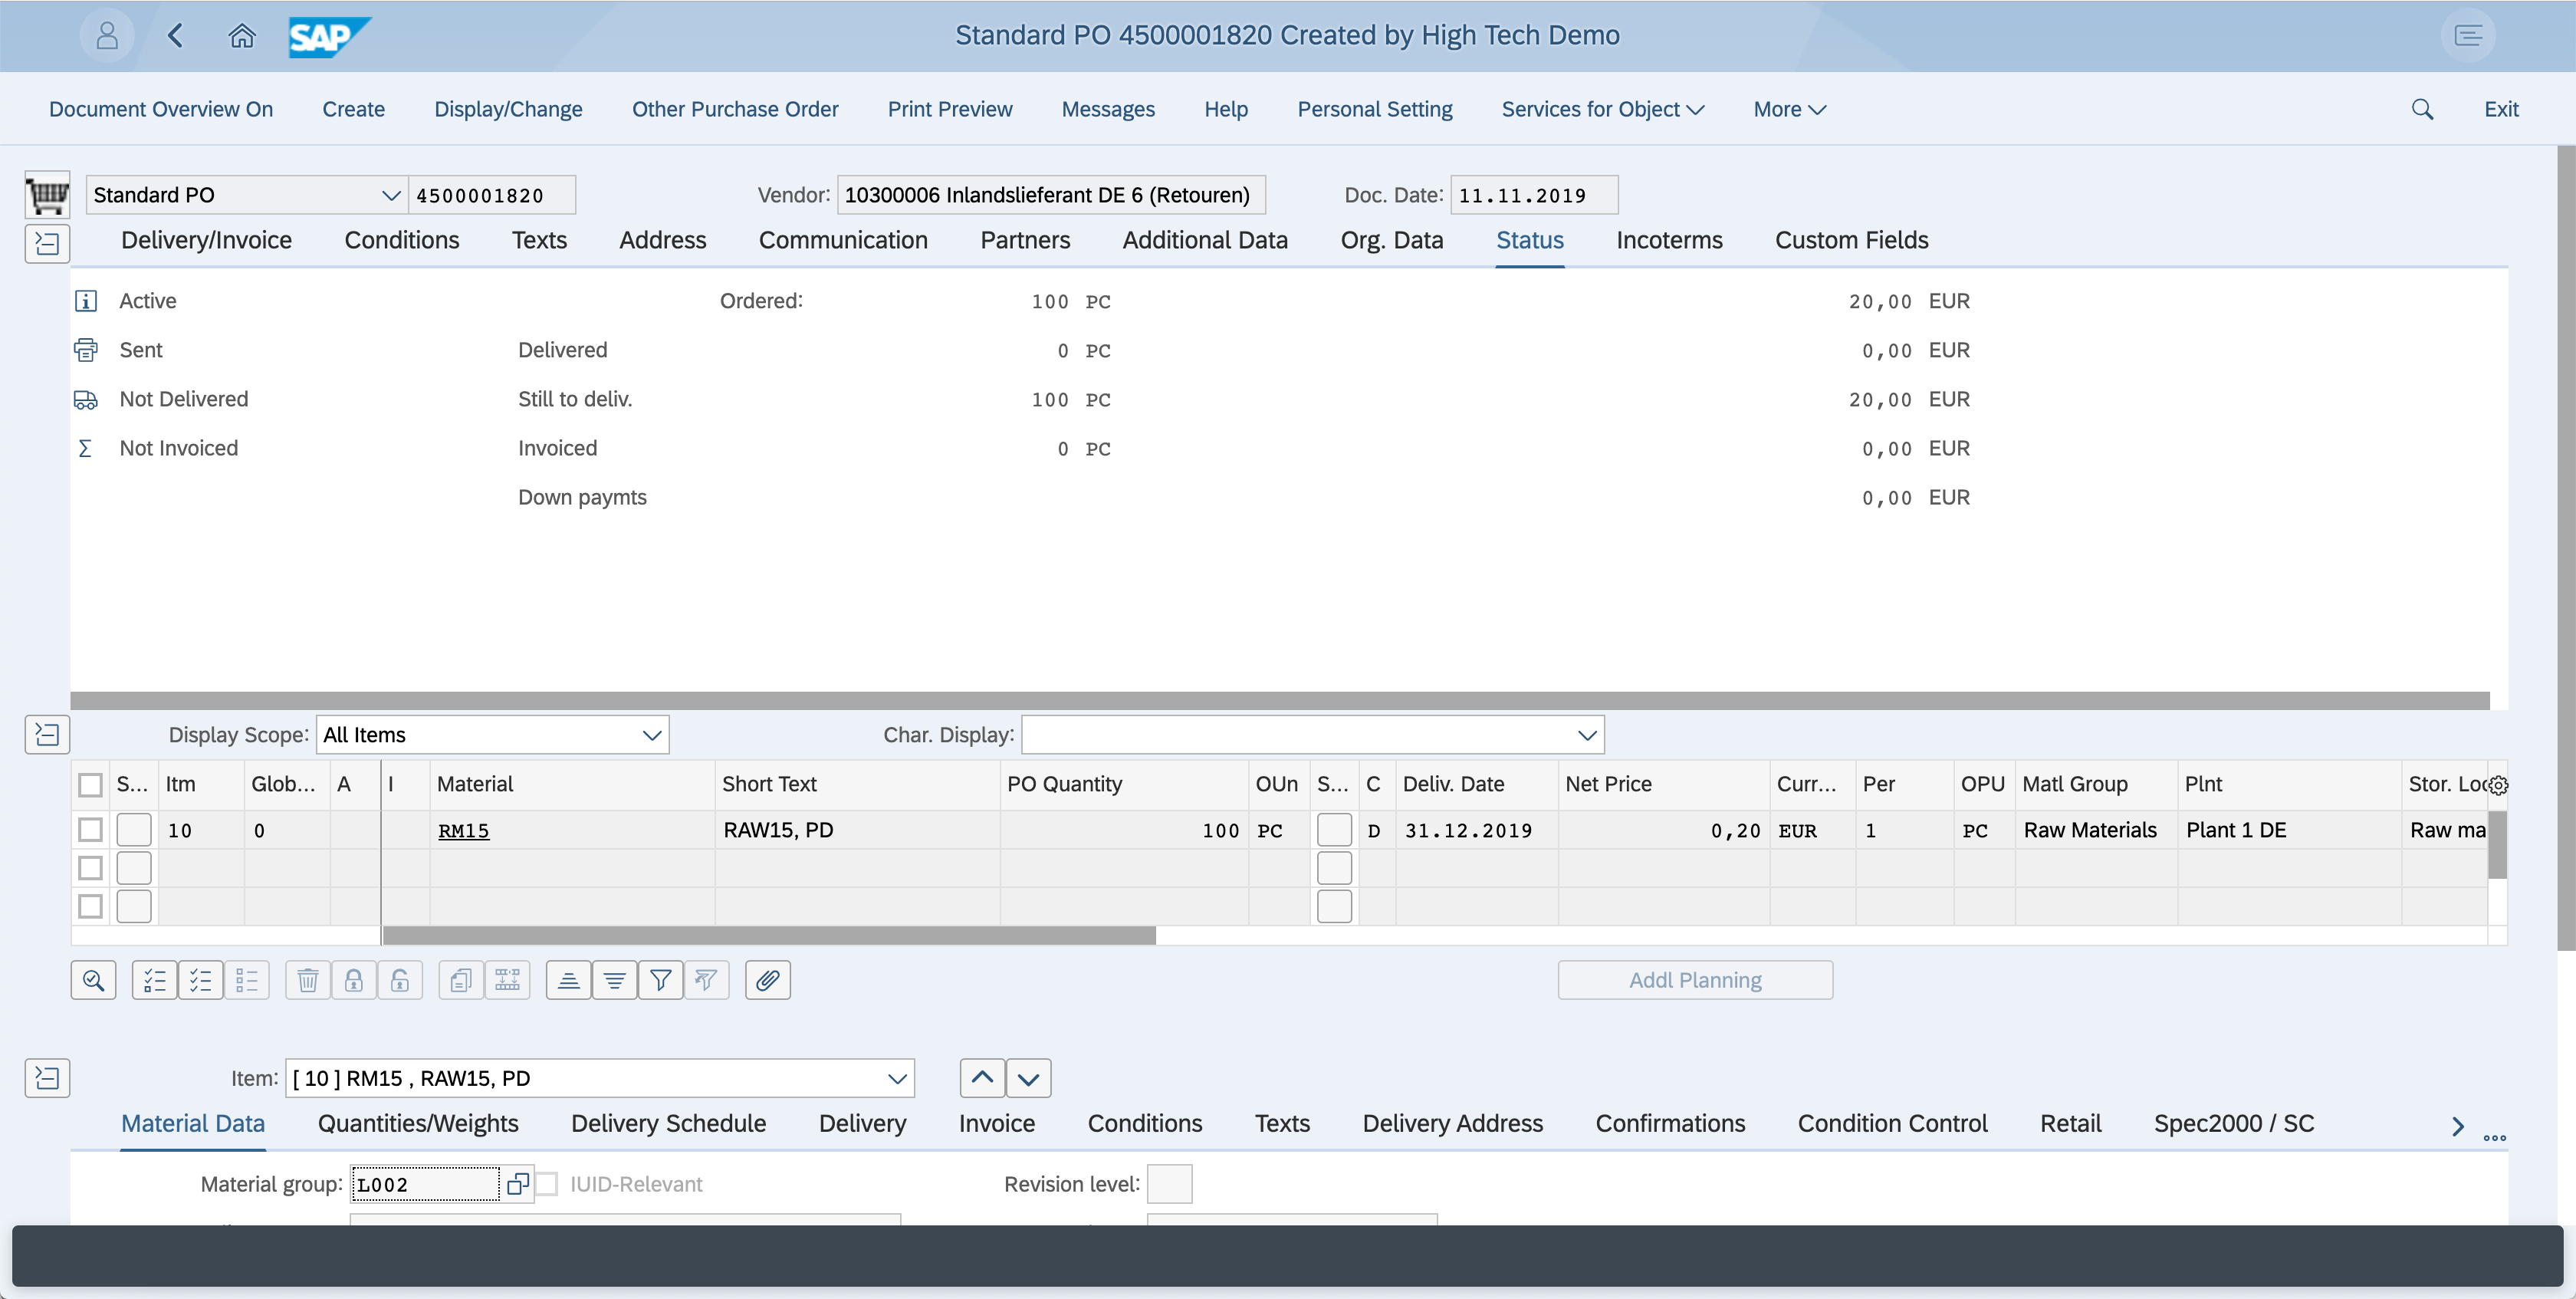 SAP
Standard PO 4500001820 Created by High Tech Demo
Document Overview On Create Display/Change Other Purchase Order Print Preview Messages Help Personal Setting Services for Object More Exit
Standard PO 4500001820 Vendor: 10300006 Inlandslieferant DE 6 (Retouren) Doc. Date: 11.11.2019
Delivery/Invoice Conditions Texts Address Communication Partners Additional Data Org. Data Status Incoterms Custom Fields
Active Ordered: 100 PC 20,00 EUR
Sent Delivered 0 PC 0,00 EUR
Not Delivered Still to deliv. 100 PC 20,00 EUR
Σ Not Invoiced Invoiced 0 PC 0,00 EUR
Down paymts 0,00 EUR
Display Scope: All Items Char. Display:
S... Itm Glob... A I Material Short Text PO Quantity OUn S... C Deliv. Date Net Price Curr... Per OPU Matl Group Plnt Stor. Loc
10 0 RM15 RAW15, PD 100 PC D 31.12.2019 0,20 EUR 1 PC Raw Materials Plant 1 DE Raw ma
Addl Planning
Item: [ 10 ] RM15 , RAW15, PD
Material Data Quantities/Weights Delivery Schedule Delivery Invoice Conditions Texts Delivery Address Confirmations Condition Control Retail Spec2000 / SC
Material group: L002 IUID-Relevant Revision level: